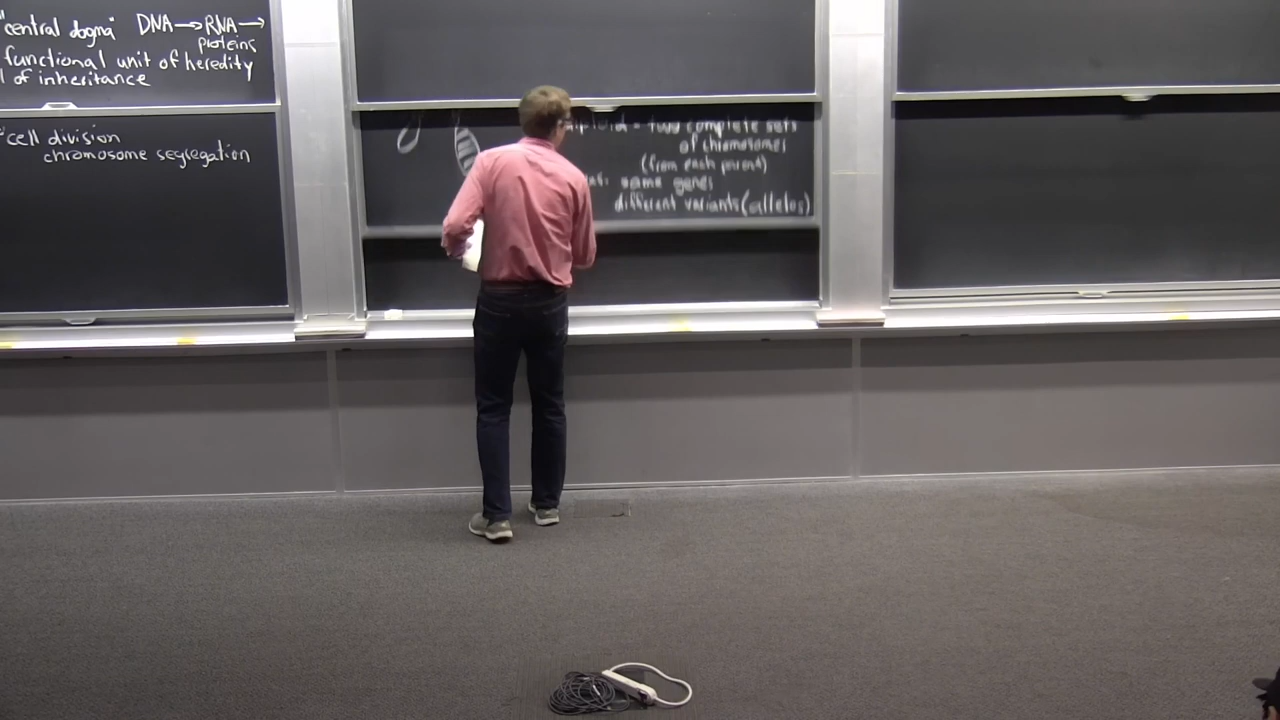 "central dogma" DNA→RNA→
proteins
functional unit of heredity
of inheritance
cell division
chromosome segregation
diploid = two complete sets
of chromosomes
(from each parent)
same genes
different variants (alleles)